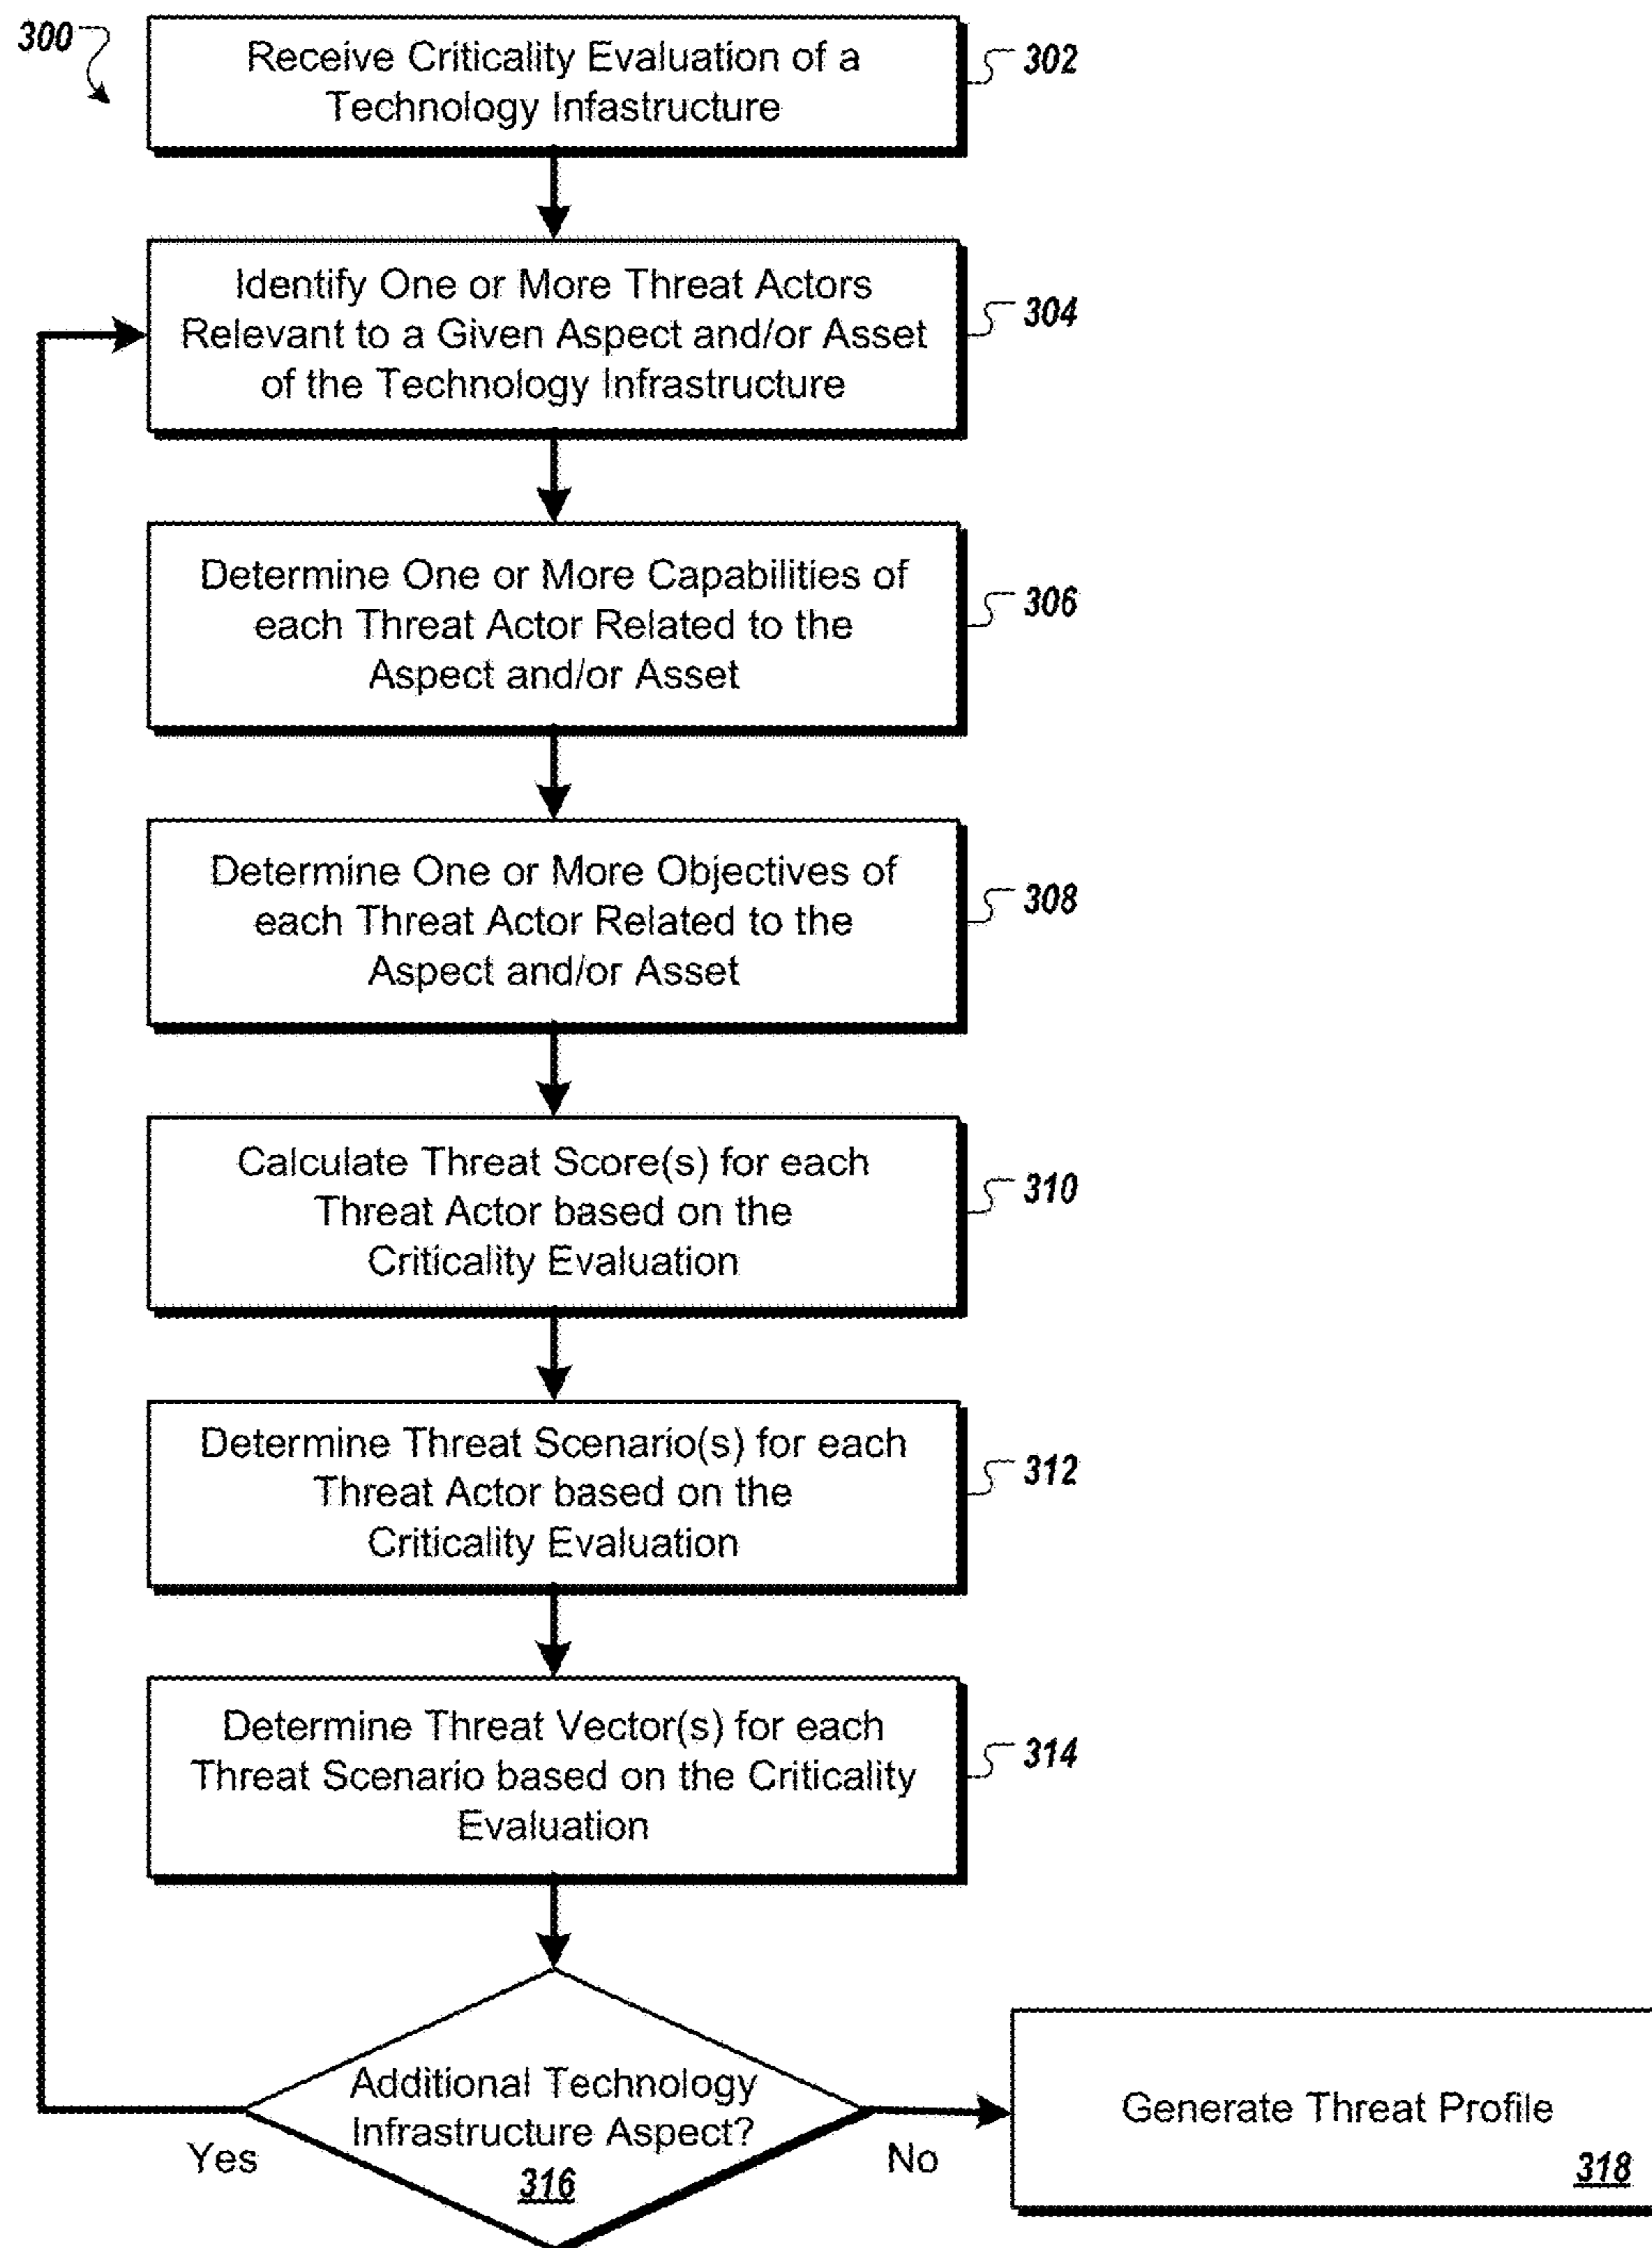 300
Receive Criticality Evaluation of a
Technology Infastructure
302
Identify One or More Threat Actors
Relevant to a Given Aspect and/or Asset
of the Technology Infrastructure
304
Determine One or More Capabilities of
each Threat Actor Related to the
Aspect and/or Asset
306
Determine One or More Objectives of
each Threat Actor Related to the
Aspect and/or Asset
308
Calculate Threat Score(s) for each
Threat Actor based on the
Criticality Evaluation
310
Determine Threat Scenario(s) for each
Threat Actor based on the
Criticality Evaluation
312
Determine Threat Vector(s) for each
Threat Scenario based on the Criticality
Evaluation
314
Additional Technology
Infrastructure Aspect?
316
Yes
No
Generate Threat Profile
318